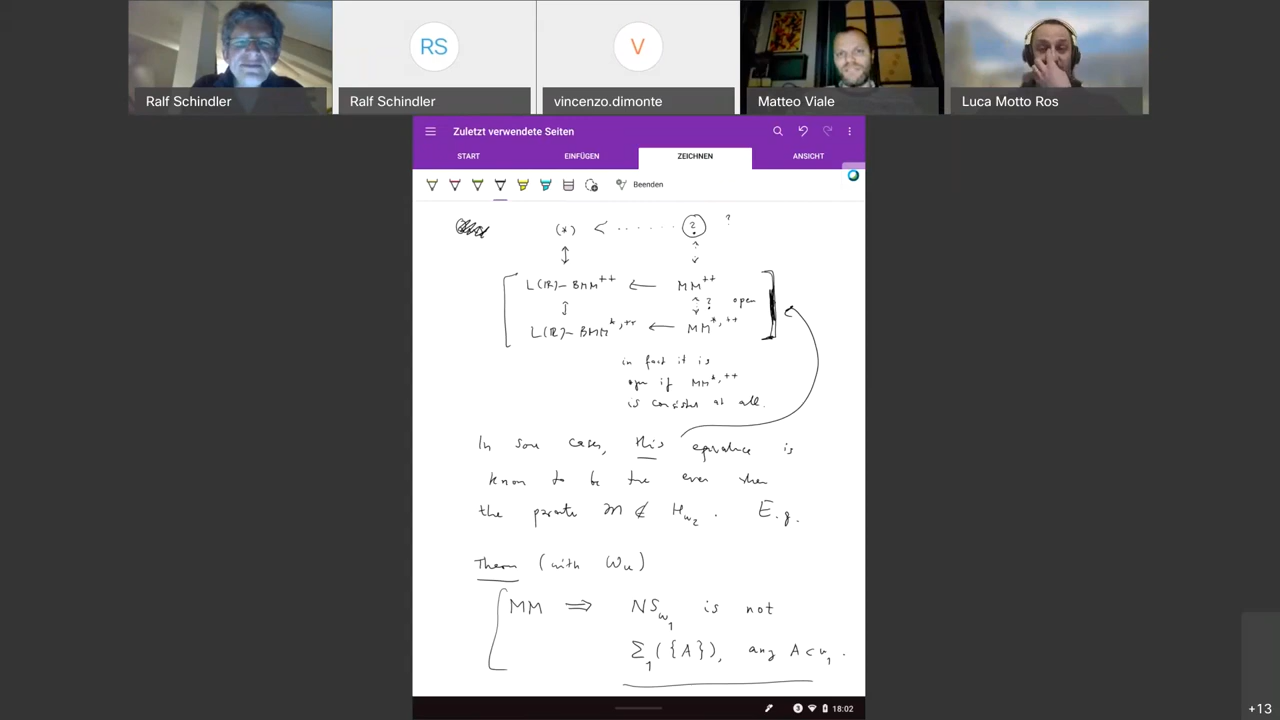 RS
V
Ralf Schindler
Ralf Schindler
vincenzo.dimonte
Matteo Viale
Luca Motto Ros
Zuletzt verwendete Seiten
START EINFÜGEN ZEICHNEN ANSICHT
Beenden
(*) < ...... ? ?
↕ ↕
L(ℝ)-BMM⁺⁺ ← MM⁺⁺
↕ ↕ ? open
L(ℝ)-BMM*,⁺⁺ ← MM*,⁺⁺
in fact it is
open if MM*,⁺⁺
is consistent at all.
In some cases, this equivalence is
known to be true even when
the 𝔐 ∉ H_ω₂. E.g.
Theorem (with Wu)
MM ⇒ NS_ω₁ is not
Σ₁({A}), any A ⊂ ω₁.
18:02
+13